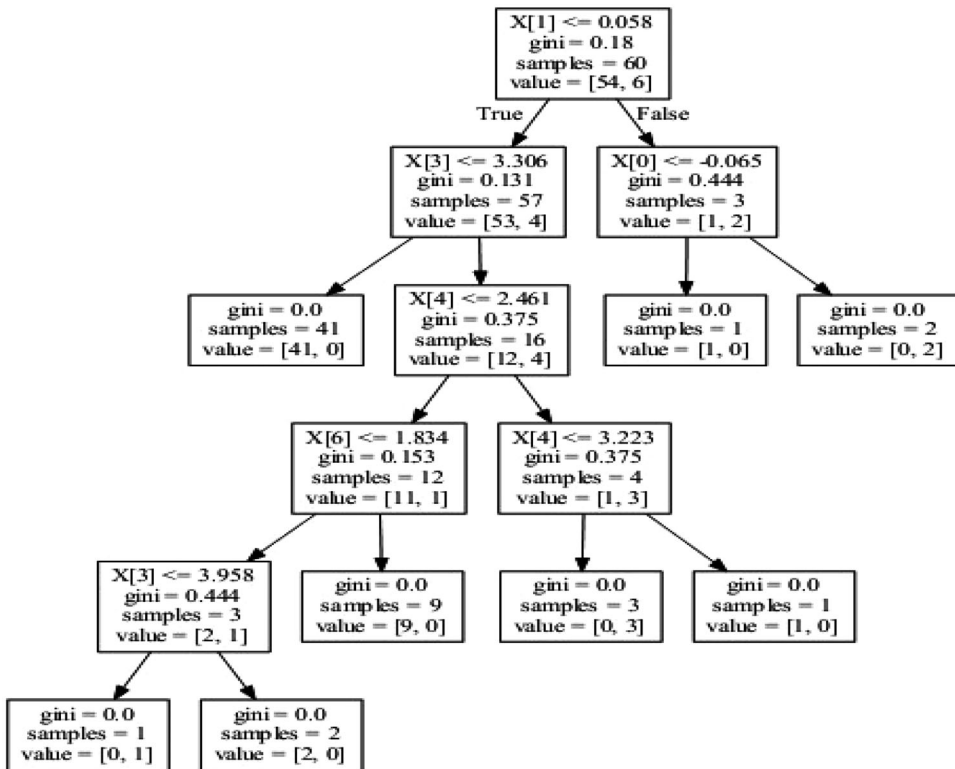 X[1] <= 0.058
gini = 0.18
samples = 60
value = [54, 6]
True
False
X[3] <= 3.306
gini = 0.131
samples = 57
value = [53, 4]
X[0] <= -0.065
gini = 0.444
samples = 3
value = [1, 2]
gini = 0.0
samples = 41
value = [41, 0]
X[4] <= 2.461
gini = 0.375
samples = 16
value = [12, 4]
gini = 0.0
samples = 1
value = [1, 0]
gini = 0.0
samples = 2
value = [0, 2]
X[6] <= 1.834
gini = 0.153
samples = 12
value = [11, 1]
X[4] <= 3.223
gini = 0.375
samples = 4
value = [1, 3]
X[3] <= 3.958
gini = 0.444
samples = 3
value = [2, 1]
gini = 0.0
samples = 9
value = [9, 0]
gini = 0.0
samples = 3
value = [0, 3]
gini = 0.0
samples = 1
value = [1, 0]
gini = 0.0
samples = 1
value = [0, 1]
gini = 0.0
samples = 2
value = [2, 0]